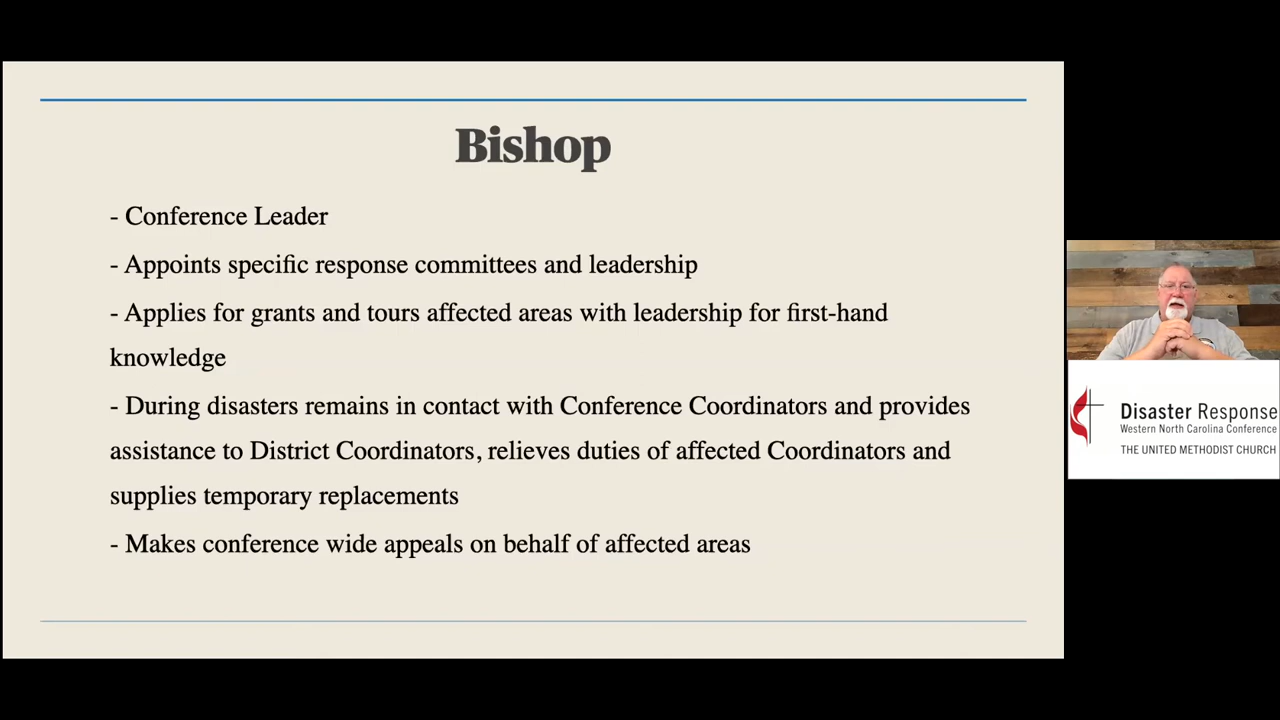 Bishop
- Conference Leader
- Appoints specific response committees and leadership
- Applies for grants and tours affected areas with leadership for first-hand
knowledge
- During disasters remains in contact with Conference Coordinators and provides
assistance to District Coordinators, relieves duties of affected Coordinators and
supplies temporary replacements
- Makes conference wide appeals on behalf of affected areas
Disaster Response
Western North Carolina Conference
THE UNITED METHODIST CHURCH